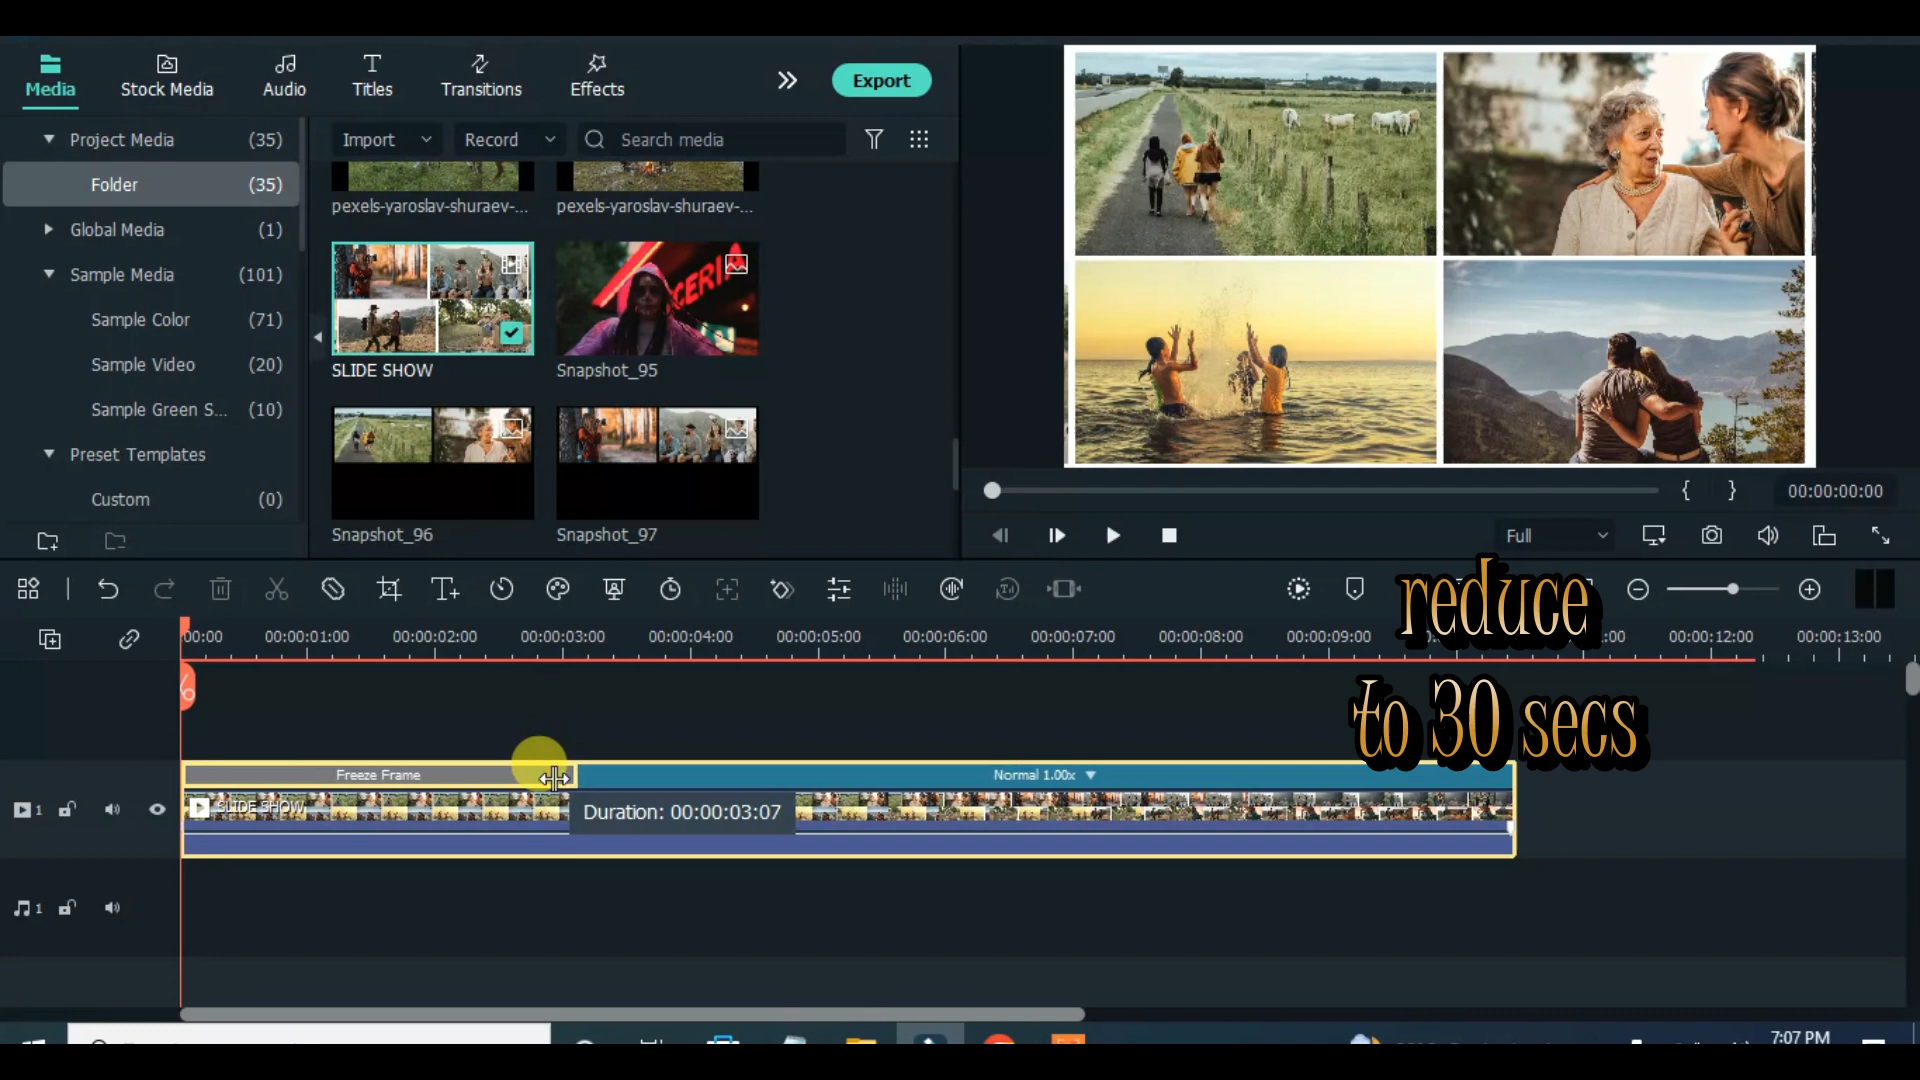 Media
Stock Media
Audio
Titles
Transitions
Effects
Export
Project Media (35)
Folder (35)
Global Media (1)
Sample Media (101)
Sample Color (71)
Sample Video (20)
Sample Green S... (10)
Preset Templates
Custom (0)
Import
Record
Search media
pexels-yaroslav-shuraev-...
pexels-yaroslav-shuraev-...
SLIDE SHOW
Snapshot_95
Snapshot_96
Snapshot_97
00:00:00:00
Full
reduce
to 30 secs
00:00 00:00:01:00 00:00:02:00 00:00:03:00 00:00:04:00 00:00:05:00 00:00:06:00 00:00:07:00 00:00:08:00 00:00:09:00 00:00:12:00 00:00:13:00
Freeze Frame
Normal 1.00x
1
SLIDE SHOW
Duration: 00:00:03:07
1
7:07 PM